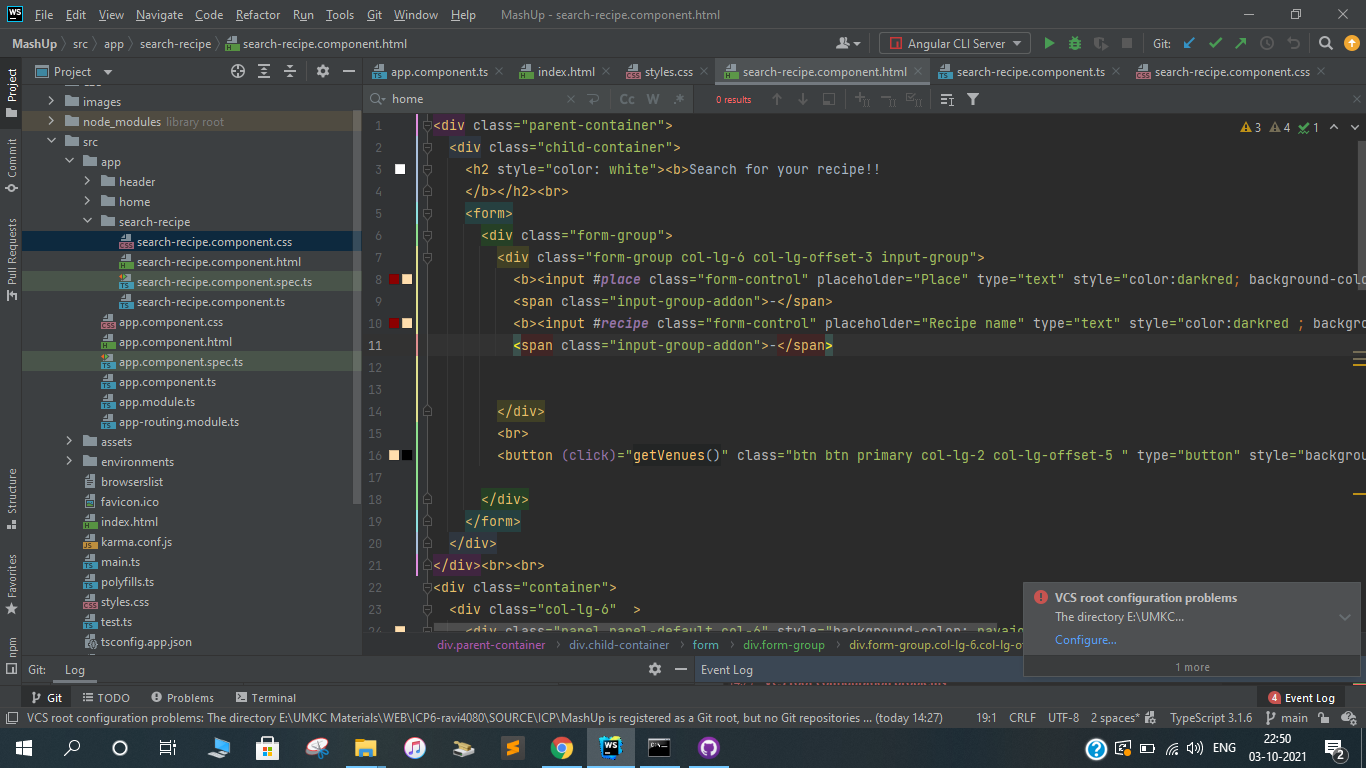 WS File Edit View Navigate Code Refactor Run Tools Git Window Help MashUp - search-recipe.component.html
MashUp src app search-recipe search-recipe.component.html Angular CLI Server Git:
Project app.component.ts index.html styles.css search-recipe.component.html search-recipe.component.ts search-recipe.component.css
home Cc W .* 0 results
Project
Commit
Pull Requests
Structure
Favorites
npm
images
node_modules library root
src
app
header
home
search-recipe
search-recipe.component.css
search-recipe.component.html
search-recipe.component.spec.ts
search-recipe.component.ts
app.component.css
app.component.html
app.component.spec.ts
app.component.ts
app.module.ts
app-routing.module.ts
assets
environments
browserslist
favicon.ico
index.html
karma.conf.js
main.ts
polyfills.ts
styles.css
test.ts
tsconfig.app.json
3 4 1
1 <div class="parent-container">
2 <div class="child-container">
3 <h2 style="color: white"><b>Search for your recipe!!
4 </b></h2><br>
5 <form>
6 <div class="form-group">
7 <div class="form-group col-lg-6 col-lg-offset-3 input-group">
8 <b><input #place class="form-control" placeholder="Place" type="text" style="color:darkred; background-colo
9 <span class="input-group-addon">-</span>
10 <b><input #recipe class="form-control" placeholder="Recipe name" type="text" style="color:darkred ; backgro
11 <span class="input-group-addon">-</span>
12
13
14 </div>
15 <br>
16 <button (click)="getVenues()" class="btn btn primary col-lg-2 col-lg-offset-5 " type="button" style="backgrou
17
18 </div>
19 </form>
20 </div>
21 </div><br><br>
22 <div class="container">
23 <div class="col-lg-6" >
24 <div class="panel panel-default col-6" style="background-color: navajo
div.parent-container div.child-container form div.form-group div.form-group.col-lg-6.col-lg-of
VCS root configuration problems
The directory E:\UMKC...
Configure...
1 more
Git: Log Event Log
Git TODO Problems Terminal 4 Event Log
VCS root configuration problems: The directory E:\UMKC Materials\WEB\ICP6-ravi4080\SOURCE\ICP\MashUp is registered as a Git root, but no Git repositories ... (today 14:27) 19:1 CRLF UTF-8 2 spaces* TypeScript 3.1.6 main
ENG 22:50
03-10-2021 2